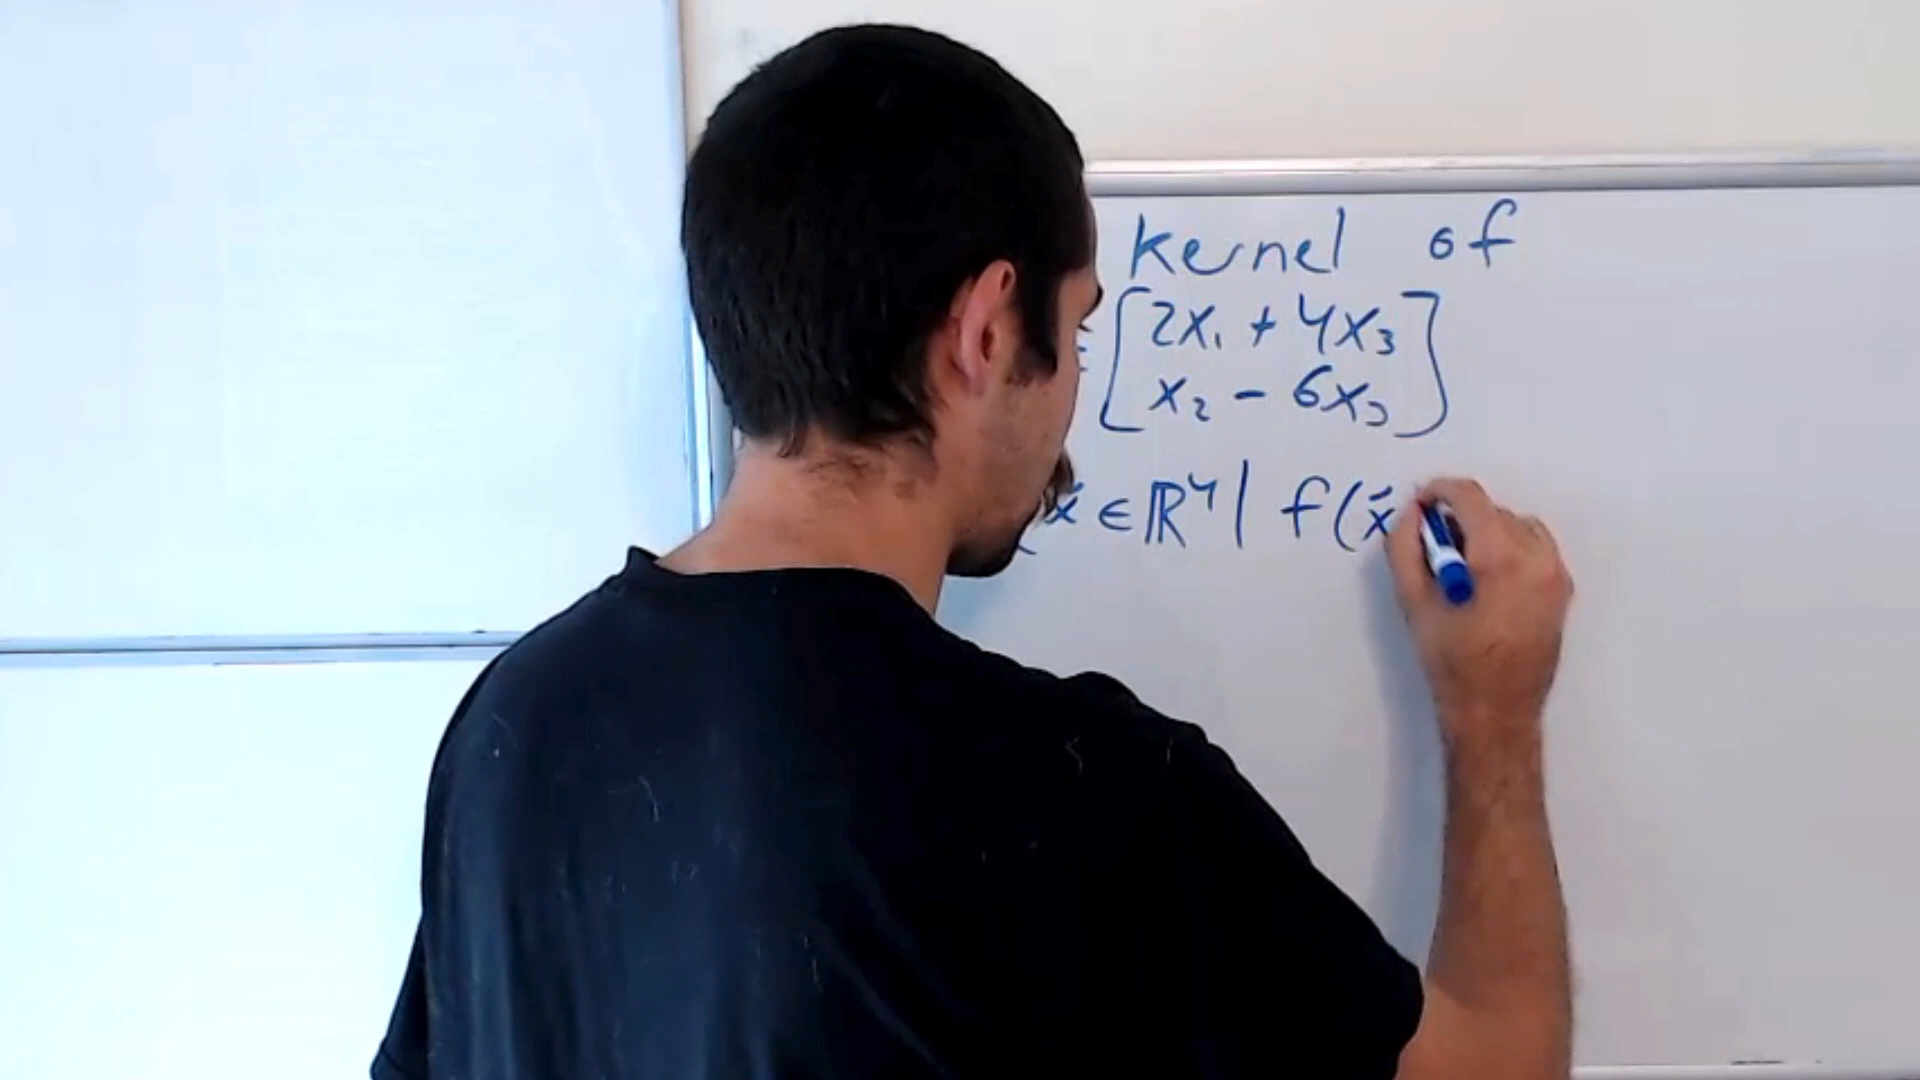 kernel of
= [2x₁ + 4x₃
x₂ - 6x₃]
{x ∈ ℝ⁴ | f(x⃗